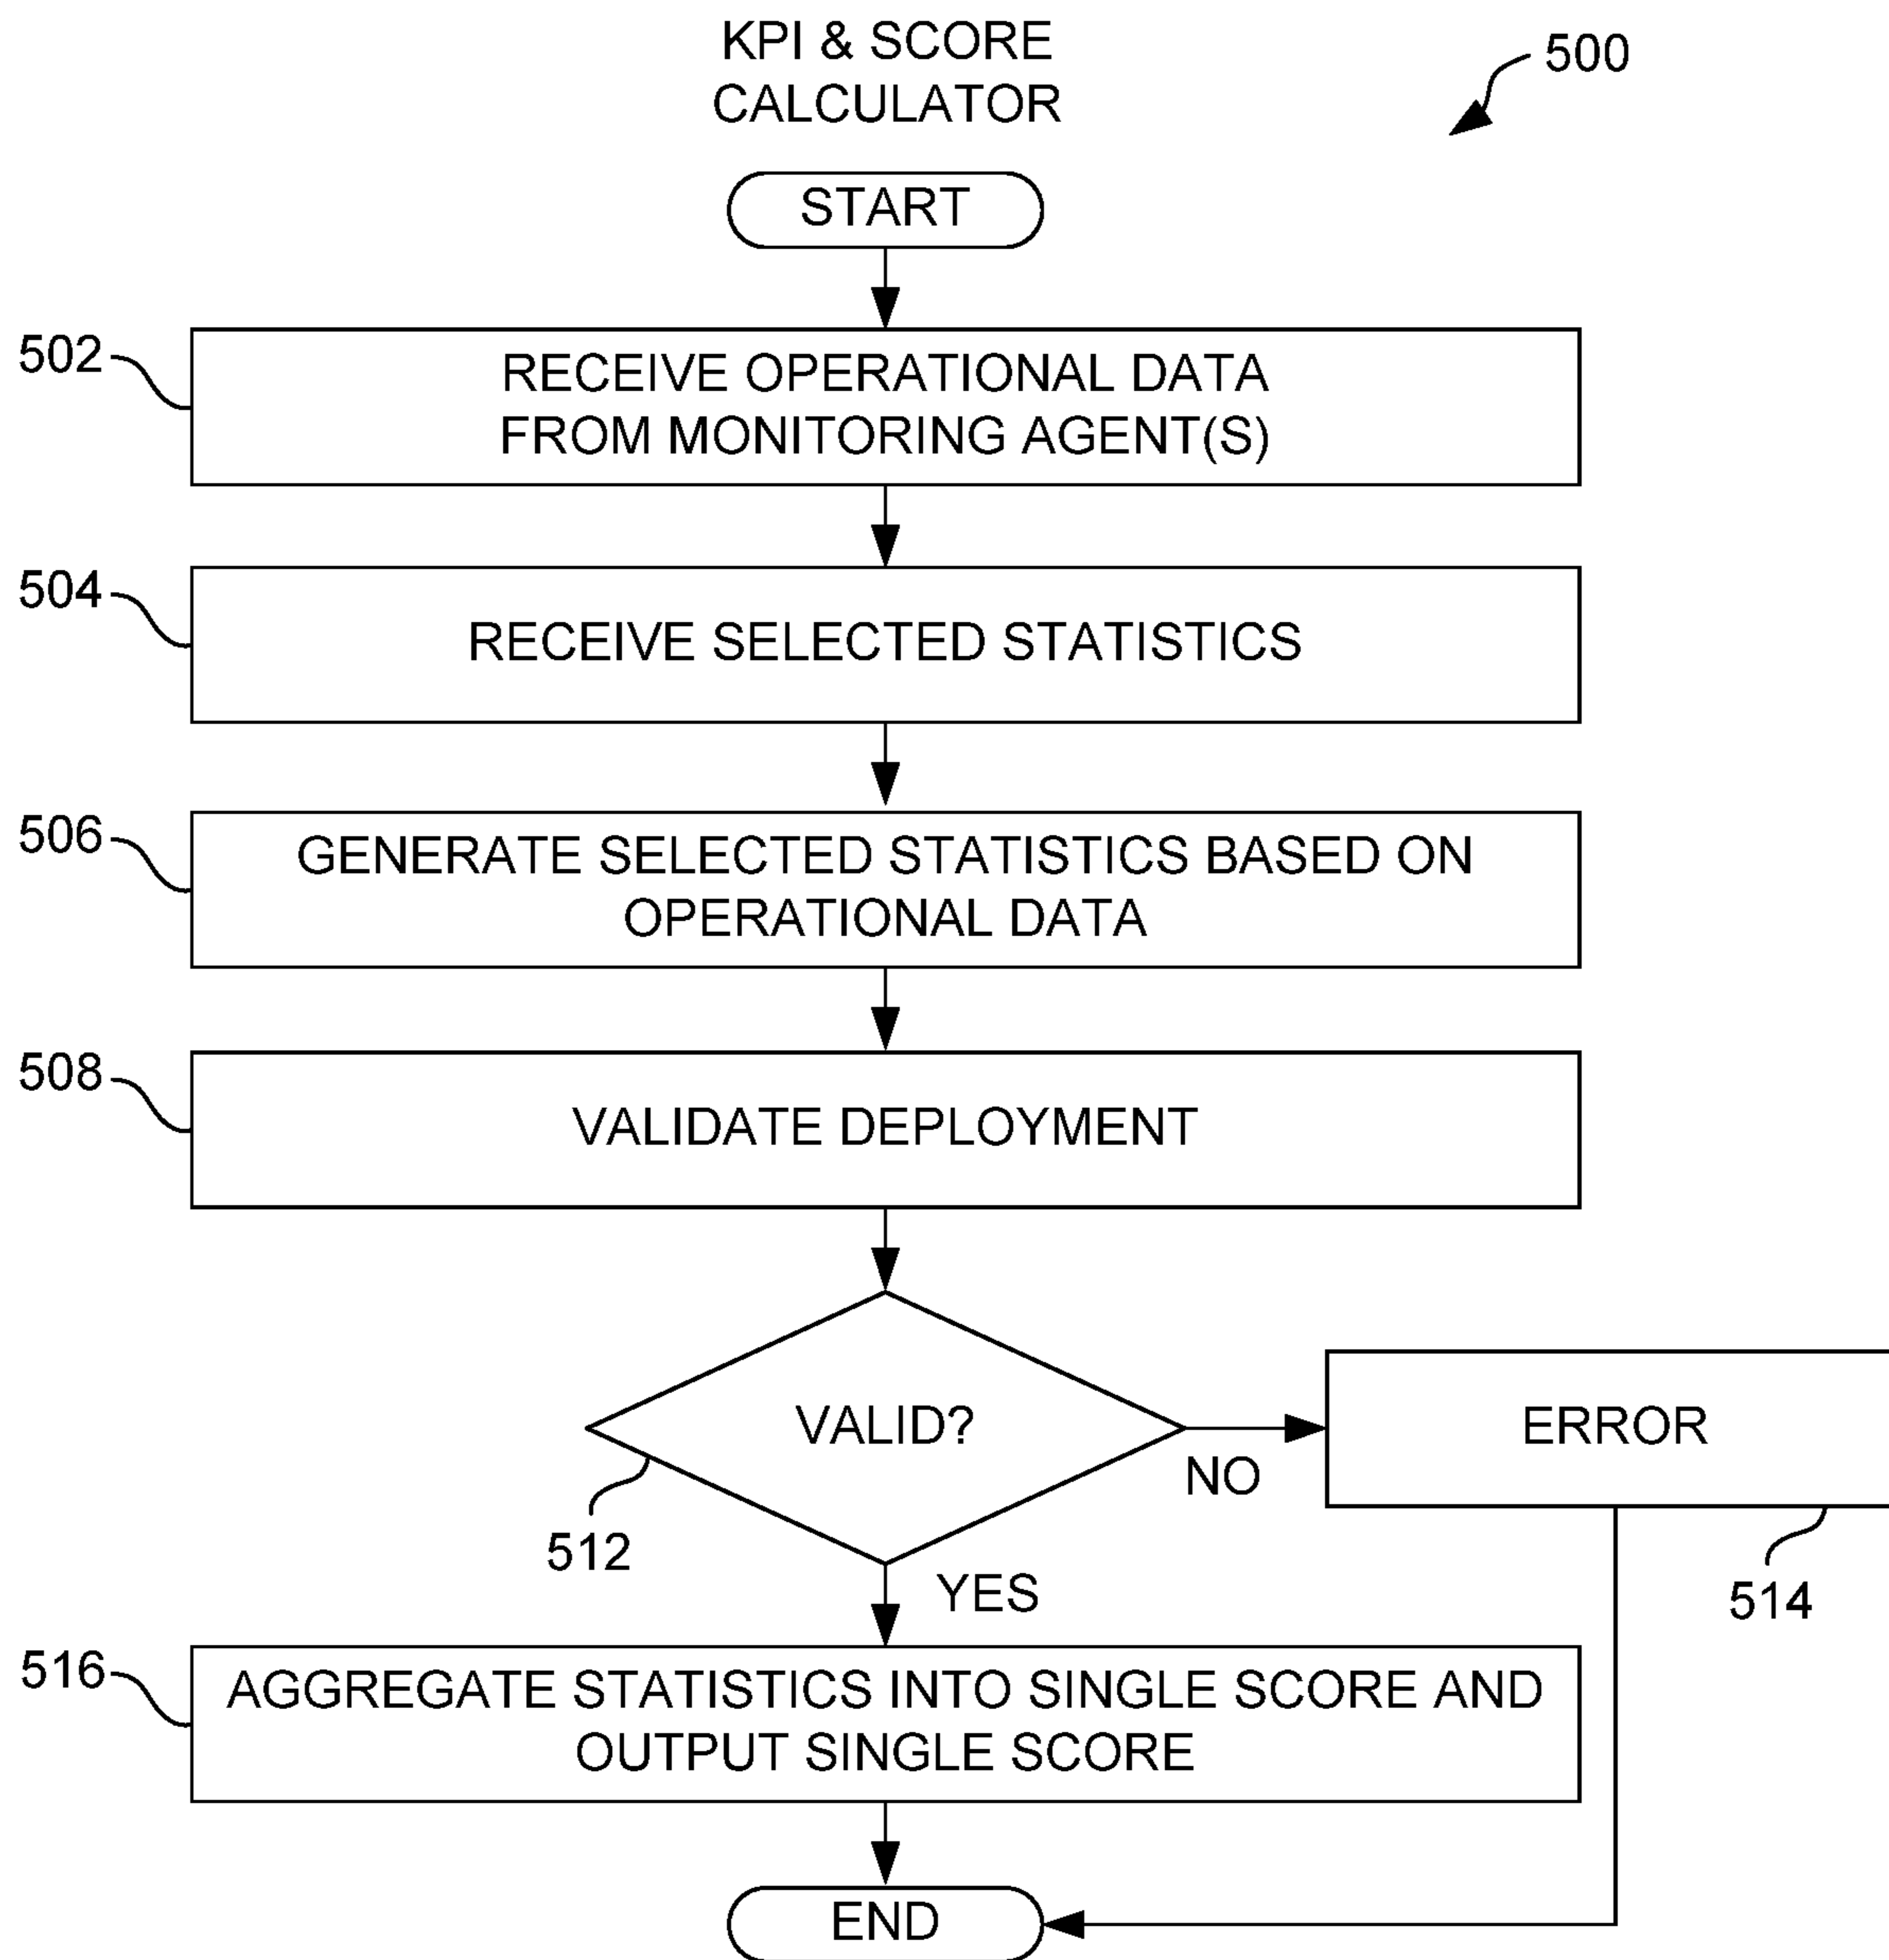 KPI & SCORE
CALCULATOR
500
START
502
RECEIVE OPERATIONAL DATA
FROM MONITORING AGENT(S)
504
RECEIVE SELECTED STATISTICS
506
GENERATE SELECTED STATISTICS BASED ON
OPERATIONAL DATA
508
VALIDATE DEPLOYMENT
VALID?
ERROR
NO
512
YES
514
516
AGGREGATE STATISTICS INTO SINGLE SCORE AND
OUTPUT SINGLE SCORE
END